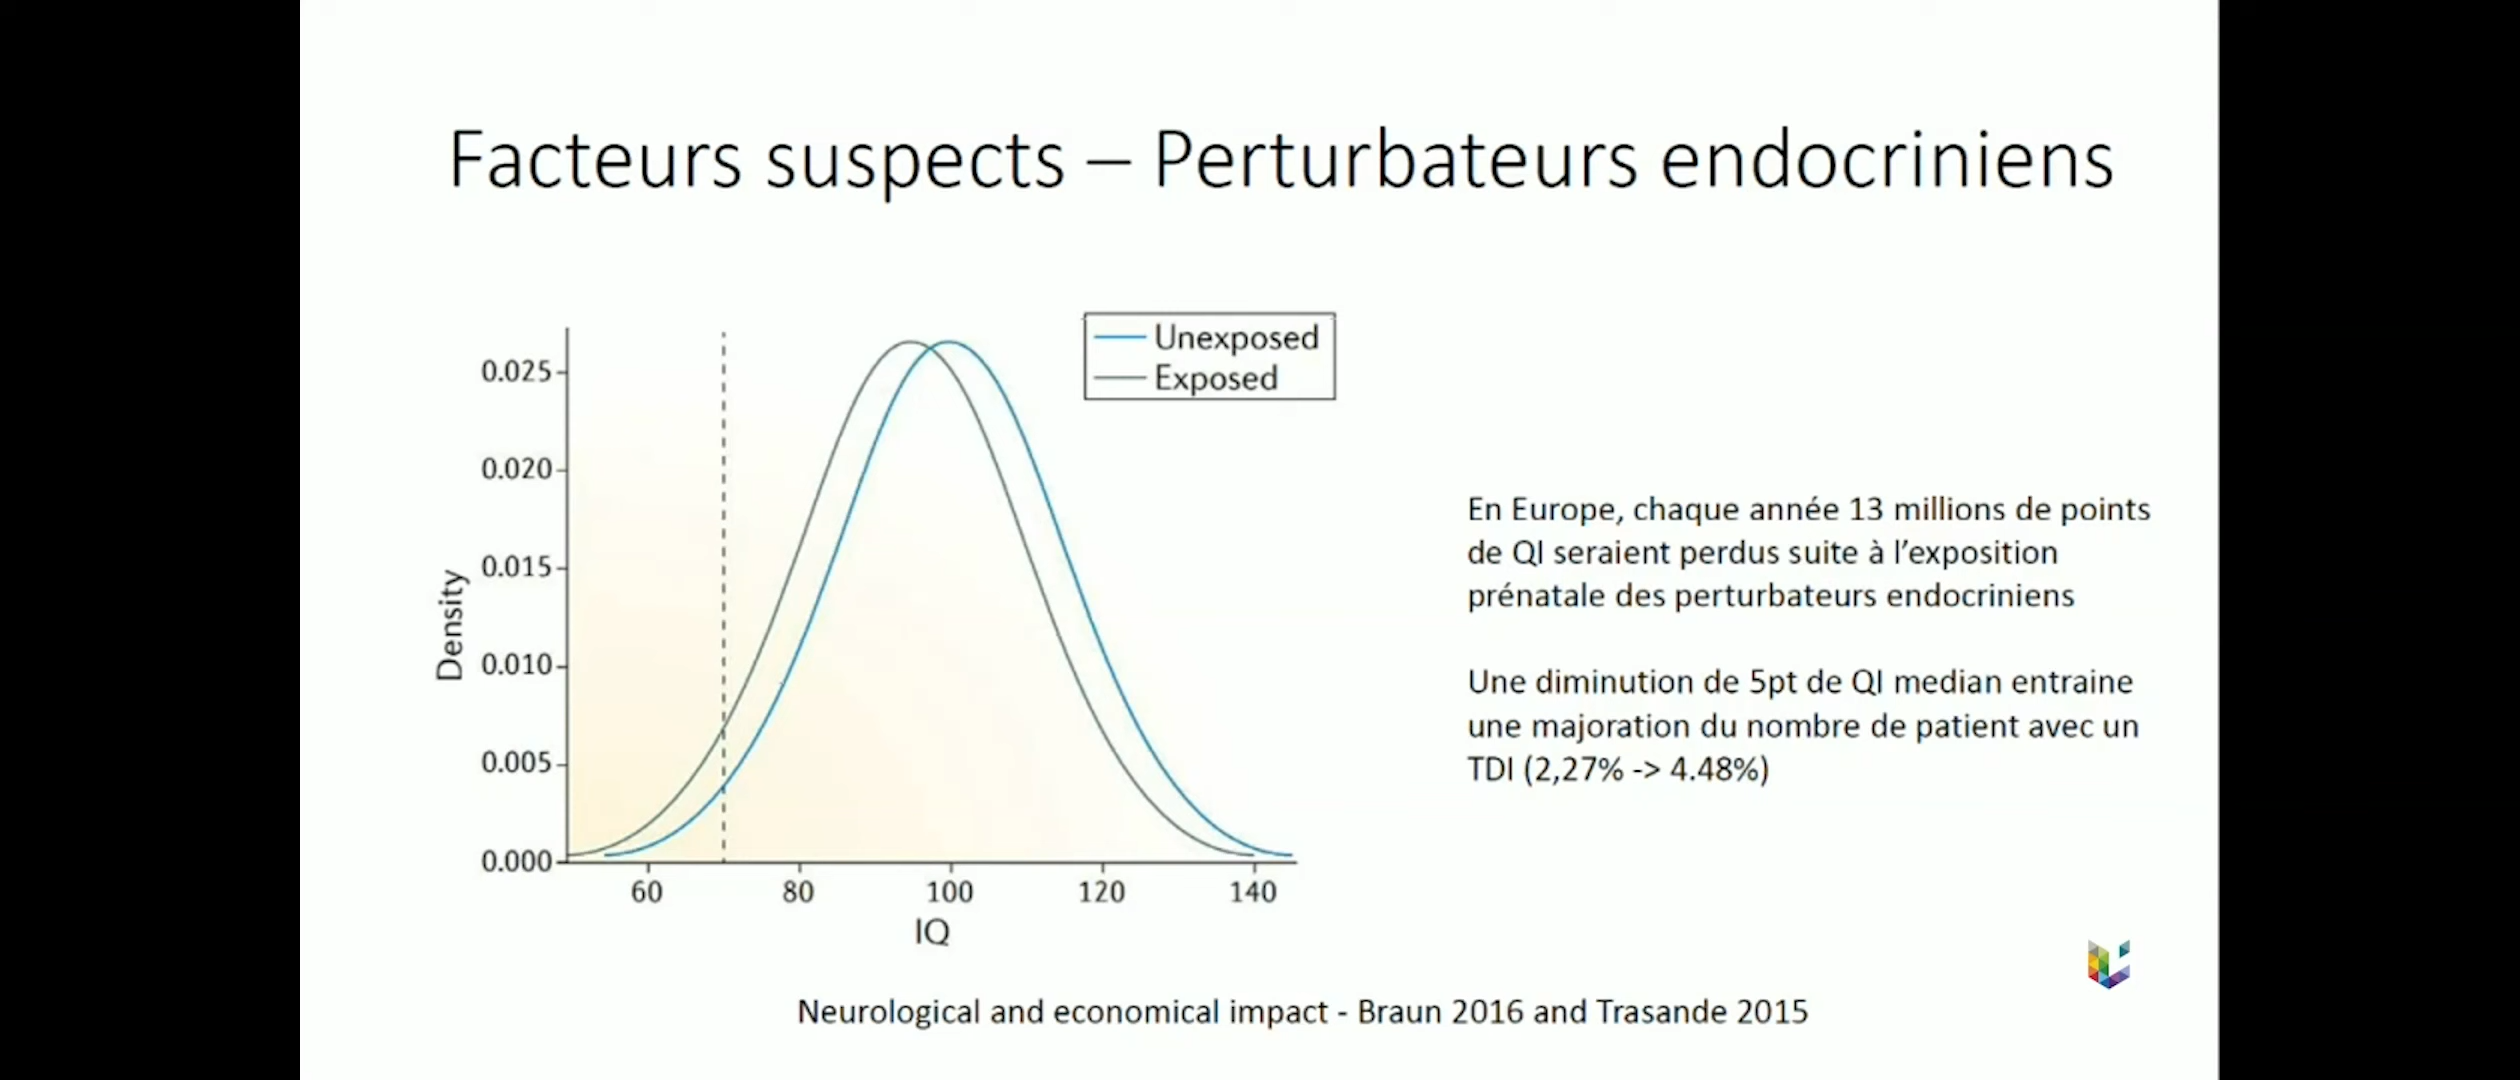 Facteurs suspects – Perturbateurs endocriniens
Unexposed
Exposed
0.025
0.020
0.015
0.010
0.005
0.000
Density
60 80 100 120 140
IQ
En Europe, chaque année 13 millions de points
de QI seraient perdus suite à l’exposition
prénatale des perturbateurs endocriniens
Une diminution de 5pt de QI median entraine
une majoration du nombre de patient avec un
TDI (2,27% -> 4.48%)
Neurological and economical impact - Braun 2016 and Trasande 2015